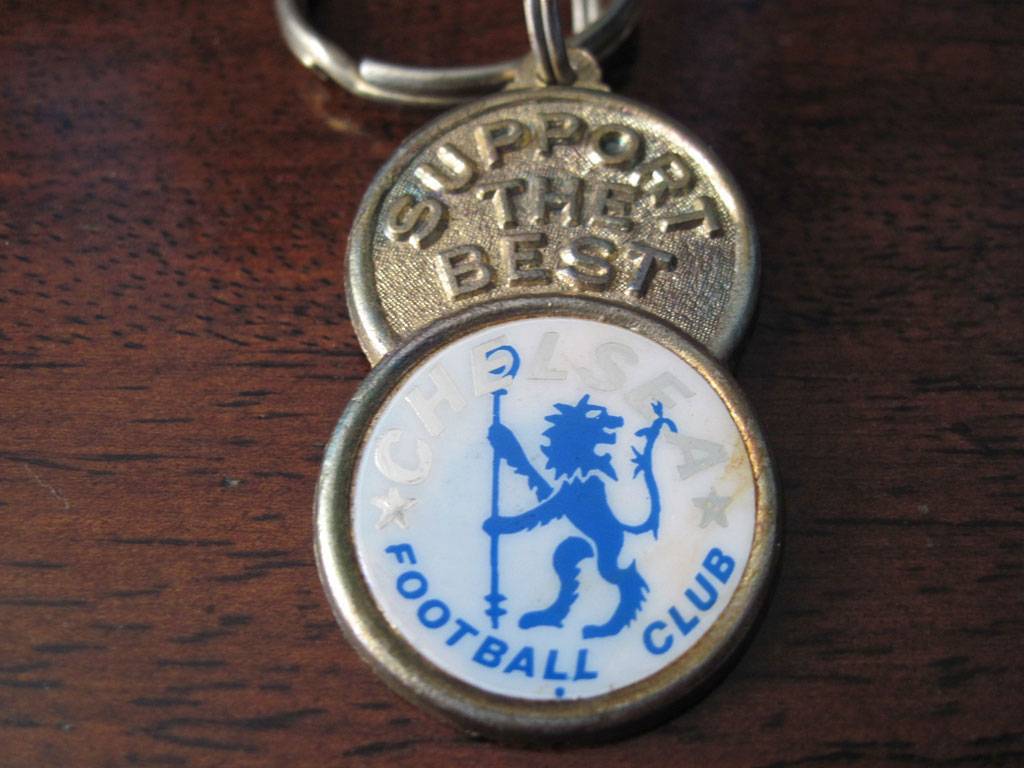 SUPPORT
THE
BEST
CHELSEA
FOOTBALL CLUB